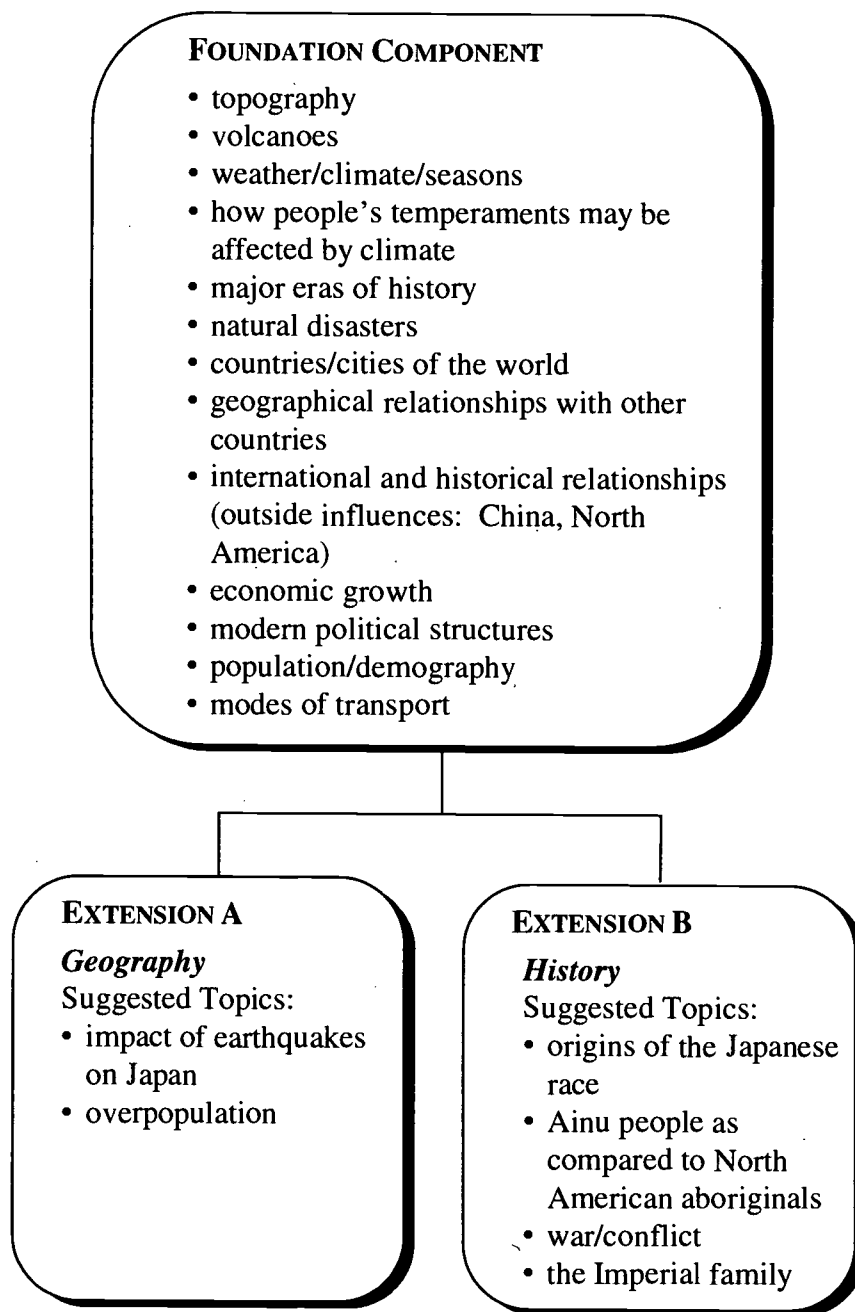 FOUNDATION COMPONENT
• topography
• volcanoes
• weather/climate/seasons
• how people's temperaments may be
affected by climate
• major eras of history
• natural disasters
• countries/cities of the world
• geographical relationships with other
countries
• international and historical relationships
(outside influences: China, North
America)
• economic growth
• modern political structures
• population/demography
• modes of transport
EXTENSION A
Geography
Suggested Topics:
• impact of earthquakes
on Japan
• overpopulation
EXTENSION B
History
Suggested Topics:
• origins of the Japanese
race
• Ainu people as
compared to North
American aboriginals
• war/conflict
• the Imperial family